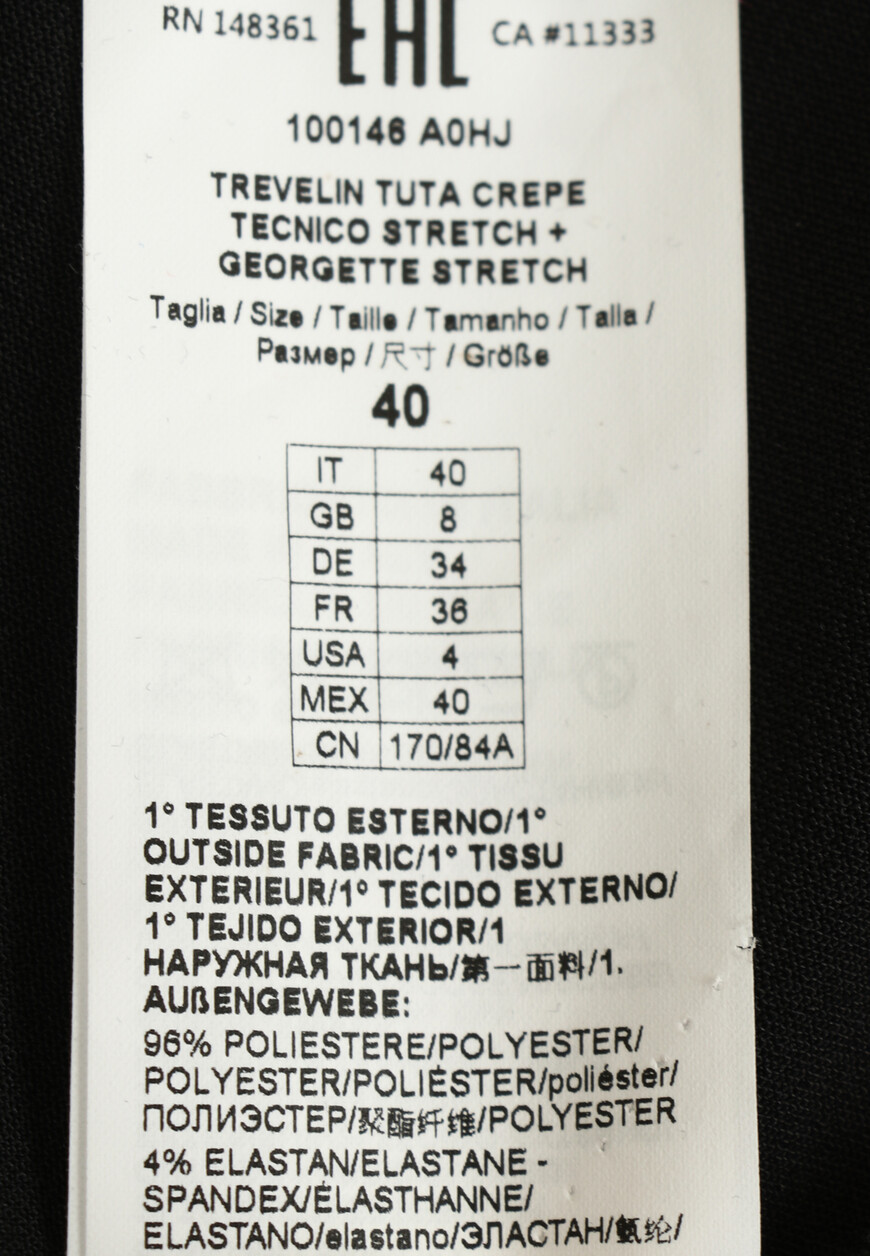 RN 148361 EAC CA #11333
100146 A0HJ
TREVELIN TUTA CREPE
TECNICO STRETCH +
GEORGETTE STRETCH
Taglia / Size / Taille / Tamanho / Talla /
Размер / 尺寸 / Größe
40
IT 40
GB 8
DE 34
FR 36
USA 4
MEX 40
CN 170/84A
1° TESSUTO ESTERNO/1°
OUTSIDE FABRIC/1° TISSU
EXTERIEUR/1° TECIDO EXTERNO/
1° TEJIDO EXTERIOR/1
НАРУЖНАЯ ТКАНЬ/第一面料/1.
AUßENGEWEBE:
96% POLIESTERE/POLYESTER/
POLYESTER/POLIÉSTER/poliéster/
ПОЛИЭСТЕР/聚酯纤维/POLYESTER
4% ELASTAN/ELASTANE -
SPANDEX/ÉLASTHANNE/
ELASTANO/elastano/ЭЛАСТАН/氨纶/